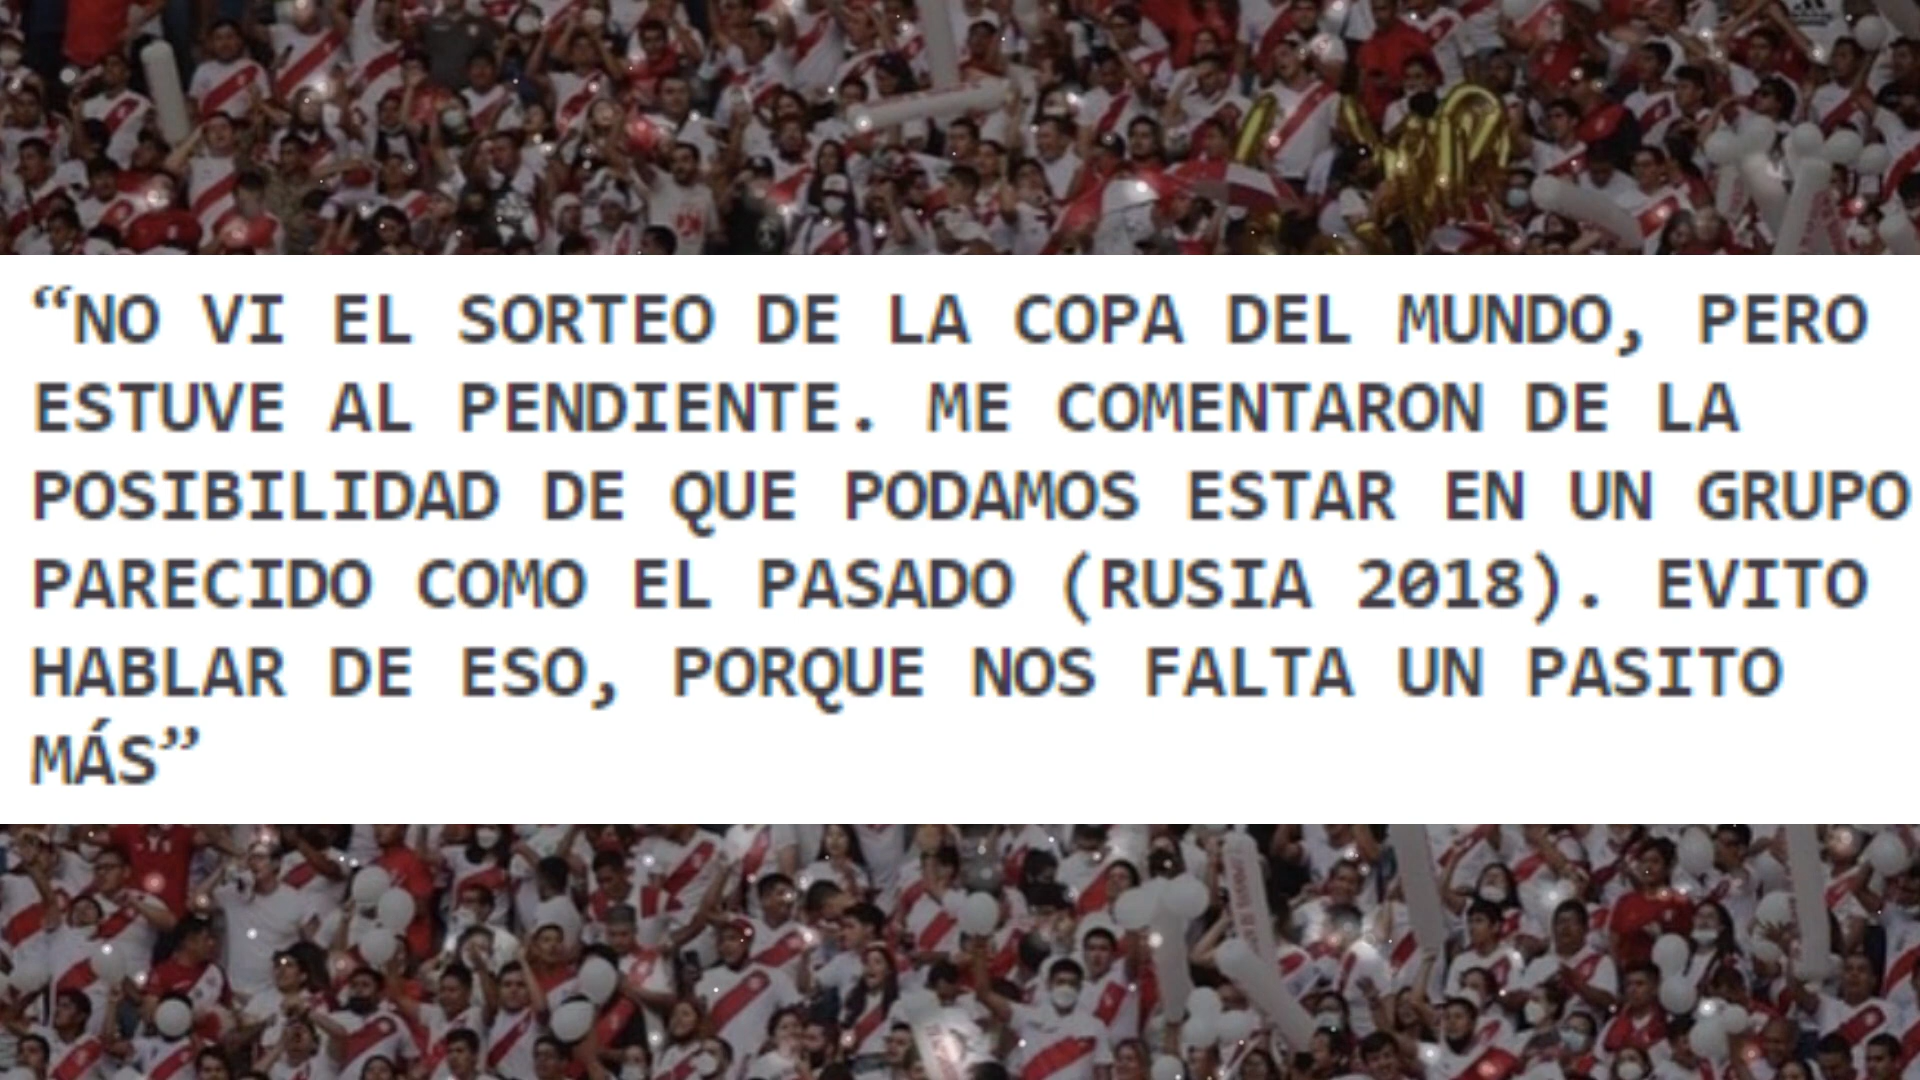 “NO VI EL SORTEO DE LA COPA DEL MUNDO, PERO
ESTUVE AL PENDIENTE. ME COMENTARON DE LA
POSIBILIDAD DE QUE PODAMOS ESTAR EN UN GRUPO
PARECIDO COMO EL PASADO (RUSIA 2018). EVITO
HABLAR DE ESO, PORQUE NOS FALTA UN PASITO
MÁS”